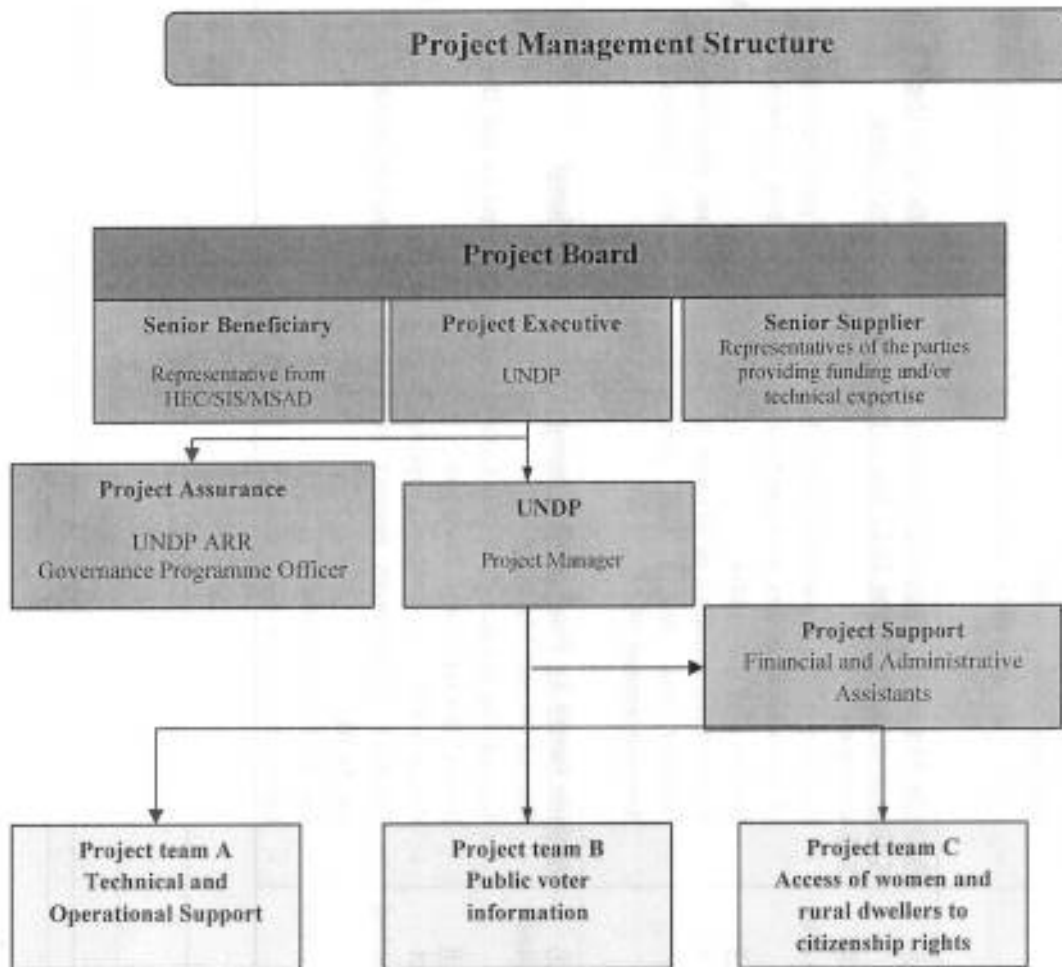 Project Management Structure
Project Board
Senior Beneficiary
Representative from
HEC/SIS/MSAD
Project Executive
UNDP
Senior Supplier
Representatives of the parties
providing funding and/or
technical expertise
Project Assurance
UNDP ARR
Governance Programme Officer
UNDP
Project Manager
Project Support
Financial and Administrative
Assistants
Project team A
Technical and
Operational Support
Project team B
Public voter
information
Project team C
Access of women and
rural dwellers to
citizenship rights